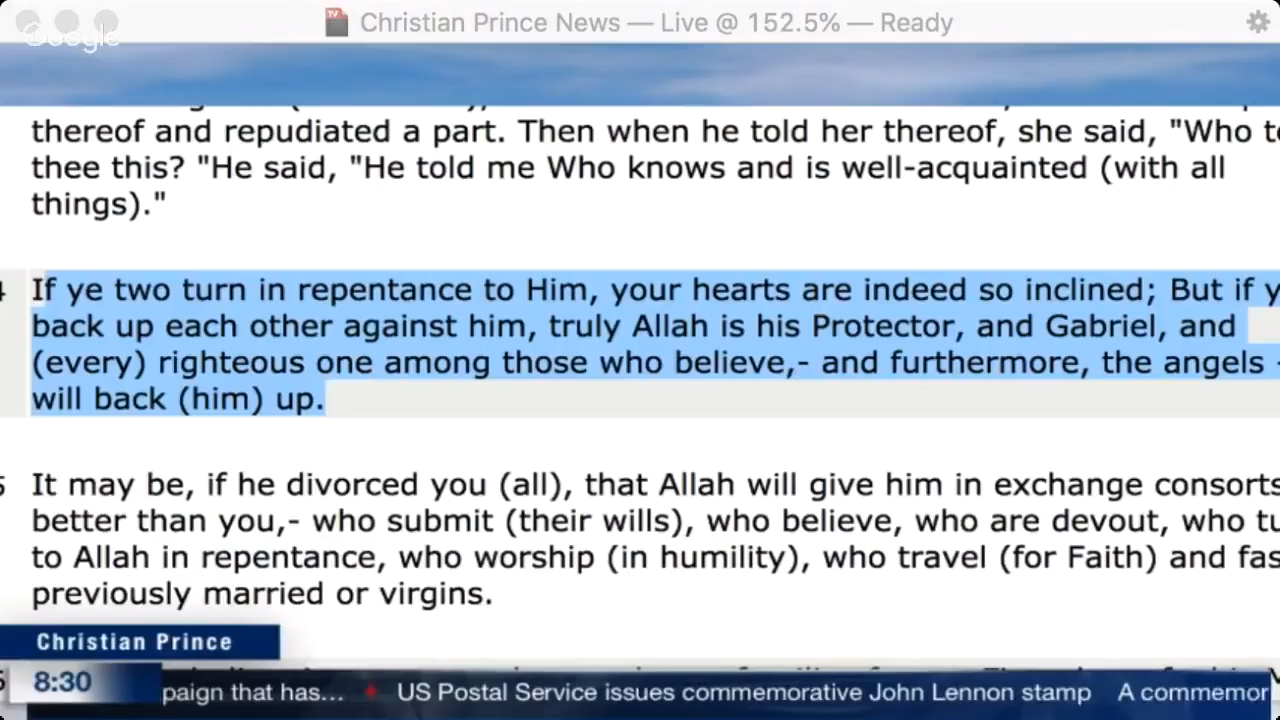 Christian Prince News — Live @ 152.5% — Ready
Google
thereof and repudiated a part. Then when he told her thereof, she said, "Who t
thee this? "He said, "He told me Who knows and is well-acquainted (with all
things)."
4 If ye two turn in repentance to Him, your hearts are indeed so inclined; But if y
back up each other against him, truly Allah is his Protector, and Gabriel, and
(every) righteous one among those who believe,- and furthermore, the angels -
will back (him) up.
5 It may be, if he divorced you (all), that Allah will give him in exchange consorts
better than you,- who submit (their wills), who believe, who are devout, who tu
to Allah in repentance, who worship (in humility), who travel (for Faith) and fas
previously married or virgins.
Christian Prince
8:30 paign that has... US Postal Service issues commemorative John Lennon stamp A commemor